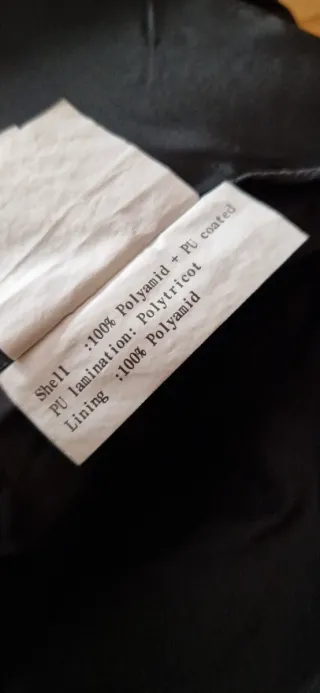 Shell :100% Polyamid + PU coated
PU lamination: Polytricot
Lining :100% Polyamid